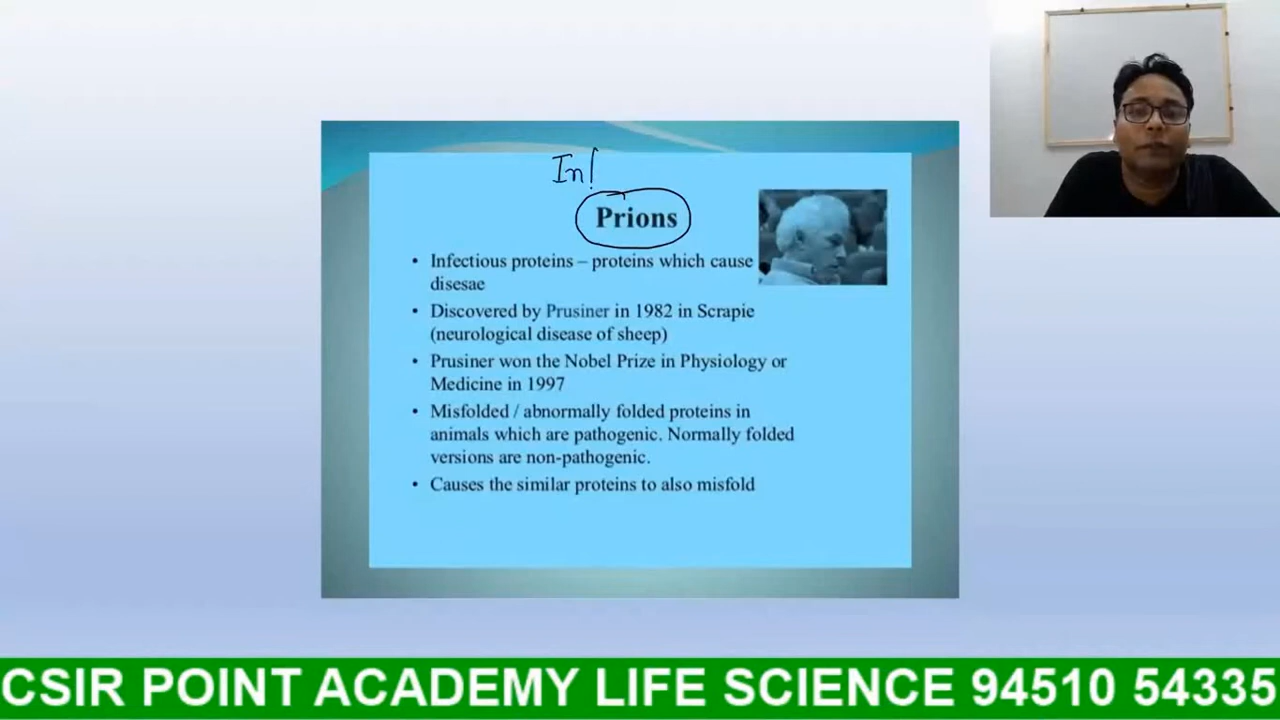 Inf
Prions
• Infectious proteins – proteins which cause
disesae
• Discovered by Prusiner in 1982 in Scrapie
(neurological disease of sheep)
• Prusiner won the Nobel Prize in Physiology or
Medicine in 1997
• Misfolded / abnormally folded proteins in
animals which are pathogenic. Normally folded
versions are non-pathogenic.
• Causes the similar proteins to also misfold
CSIR POINT ACADEMY LIFE SCIENCE 94510 54335